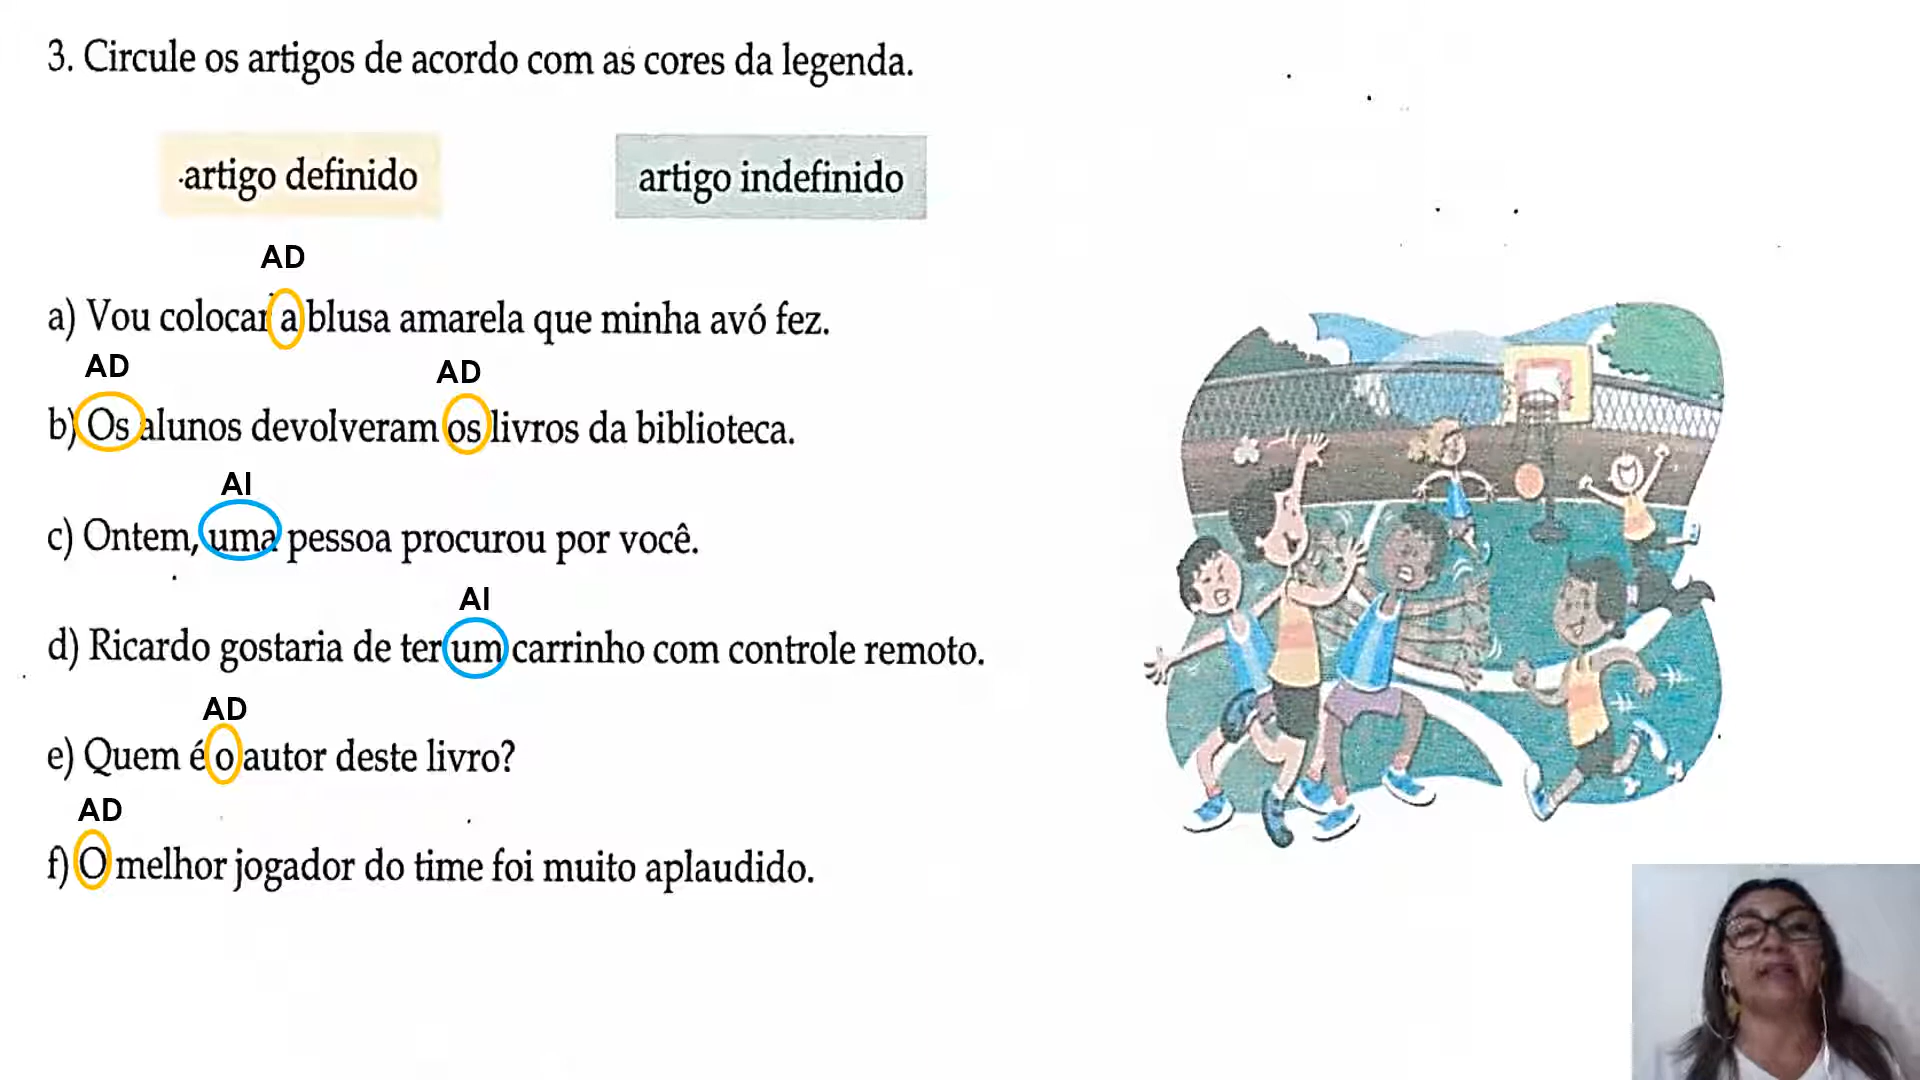 3. Circule os artigos de acordo com as cores da legenda.
artigo definido
artigo indefinido
AD
a) Vou colocar a blusa amarela que minha avó fez.
AD
AD
b) Os alunos devolveram os livros da biblioteca.
AI
c) Ontem, uma pessoa procurou por você.
AI
d) Ricardo gostaria de ter um carrinho com controle remoto.
AD
e) Quem é o autor deste livro?
AD
f) O melhor jogador do time foi muito aplaudido.